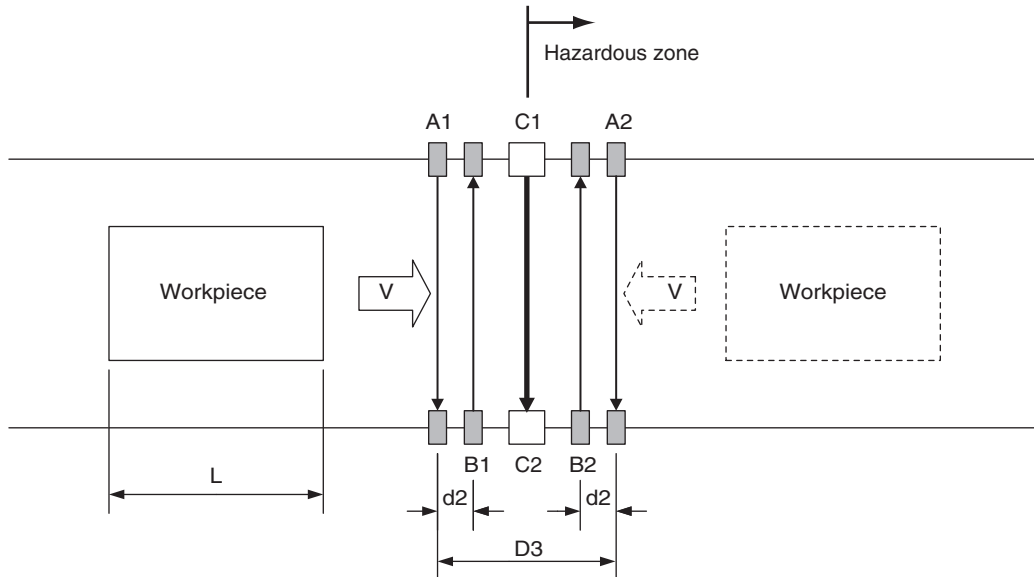 Hazardous zone
A1
C1
A2
Workpiece
V
V
Workpiece
B1
C2
B2
L
d2
d2
D3